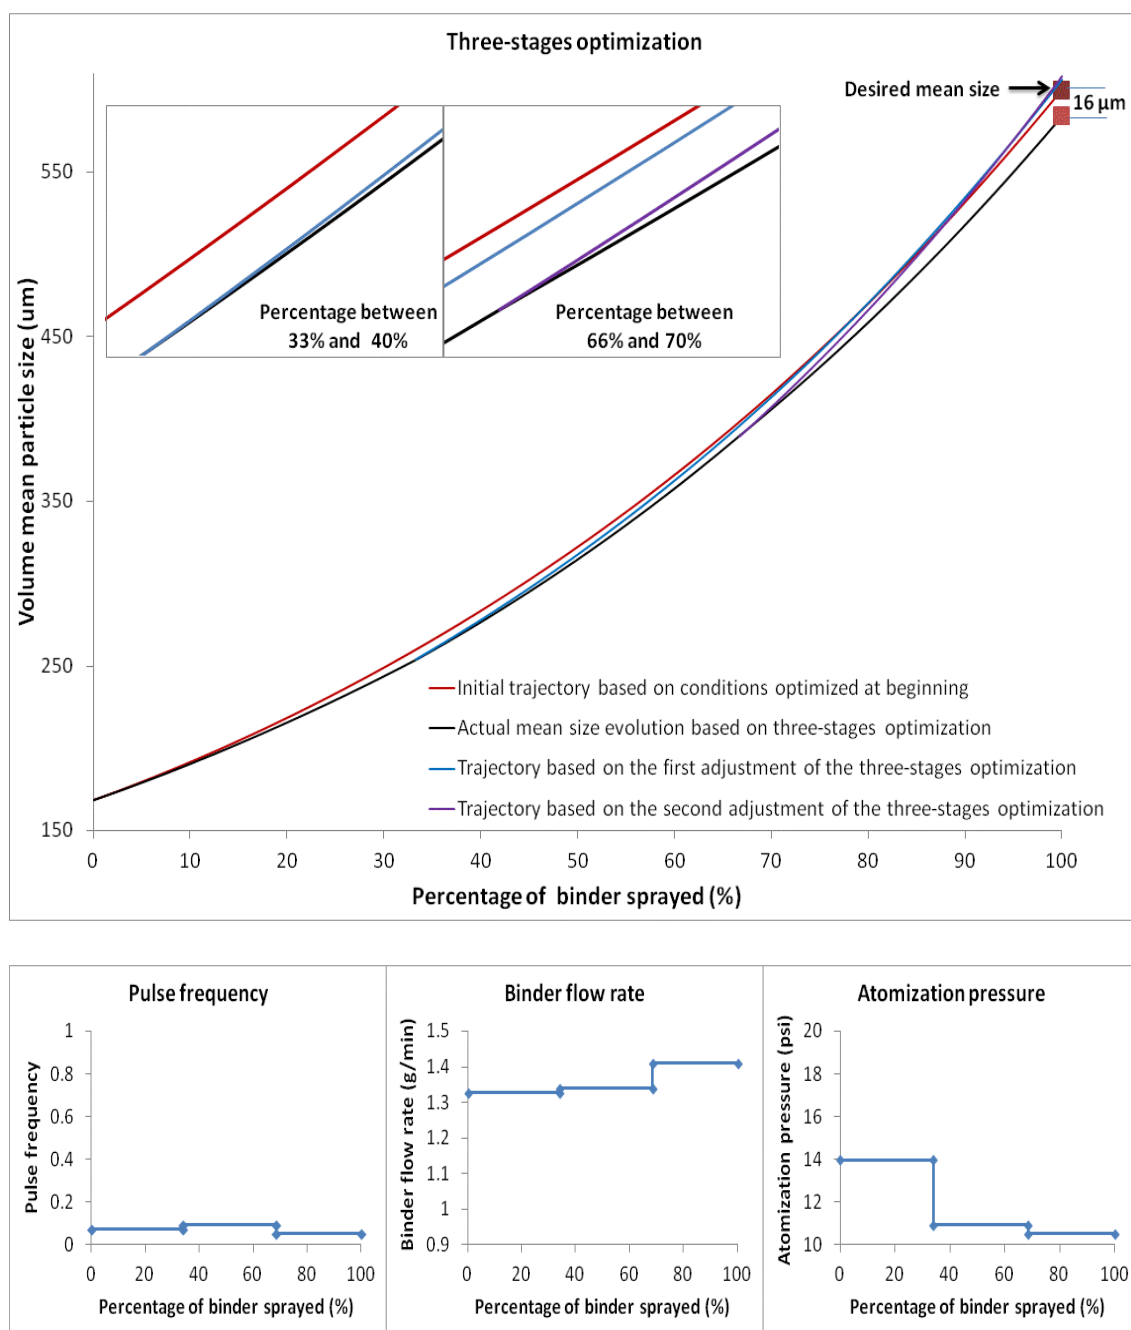 Three-stages optimization
Desired mean size
16 μm
550
450
350
250
150
Volume mean particle size (um)
Percentage between
33% and 40%
Percentage between
66% and 70%
Initial trajectory based on conditions optimized at beginning
Actual mean size evolution based on three-stages optimization
Trajectory based on the first adjustment of the three-stages optimization
Trajectory based on the second adjustment of the three-stages optimization
0 10 20 30 40 50 60 70 80 90 100
Percentage of binder sprayed (%)
Pulse frequency
Pulse frequency
1
0.8
0.6
0.4
0.2
0
0 20 40 60 80 100
Percentage of binder sprayed (%)
Binder flow rate
Binder flow rate (g/min)
1.5
1.4
1.3
1.2
1.1
1
0.9
0 20 40 60 80 100
Percentage of binder sprayed (%)
Atomization pressure
Atomization pressure (psi)
20
18
16
14
12
10
0 20 40 60 80 100
Percentage of binder sprayed (%)